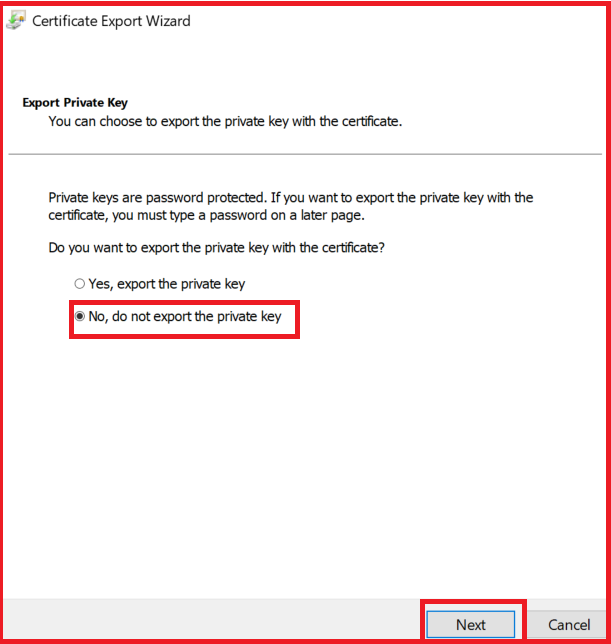 Certificate Export Wizard
Export Private Key
You can choose to export the private key with the certificate.
Private keys are password protected. If you want to export the private key with the
certificate, you must type a password on a later page.
Do you want to export the private key with the certificate?
Yes, export the private key
No, do not export the private key
Next
Cancel